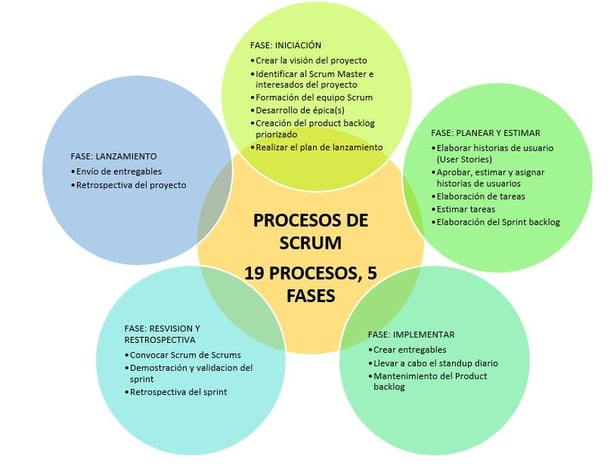 FASE: INICIACIÓN
•Crear la visión del proyecto
•Identificar al Scrum Master e
interesados del proyecto
•Formación del equipo Scrum
•Desarrollo de épica(s)
•Creación del product backlog
priorizado
•Realizar el plan de lanzamiento
FASE: PLANEAR Y ESTIMAR
•Elaborar historias de usuario
(User Stories)
•Aprobar, estimar y asignar
historias de usuarios
•Elaboración de tareas
•Estimar tareas
•Elaboración del Sprint backlog
FASE: IMPLEMENTAR
•Crear entregables
•Llevar a cabo el standup diario
•Mantenimiento del Product
backlog
FASE: RESVISION Y
RESTROSPECTIVA
•Convocar Scrum de Scrums
•Demostración y validacion del
sprint
•Retrospectiva del sprint
FASE: LANZAMIENTO
•Envío de entregables
•Retrospectiva del proyecto
PROCESOS DE
SCRUM
19 PROCESOS, 5
FASES